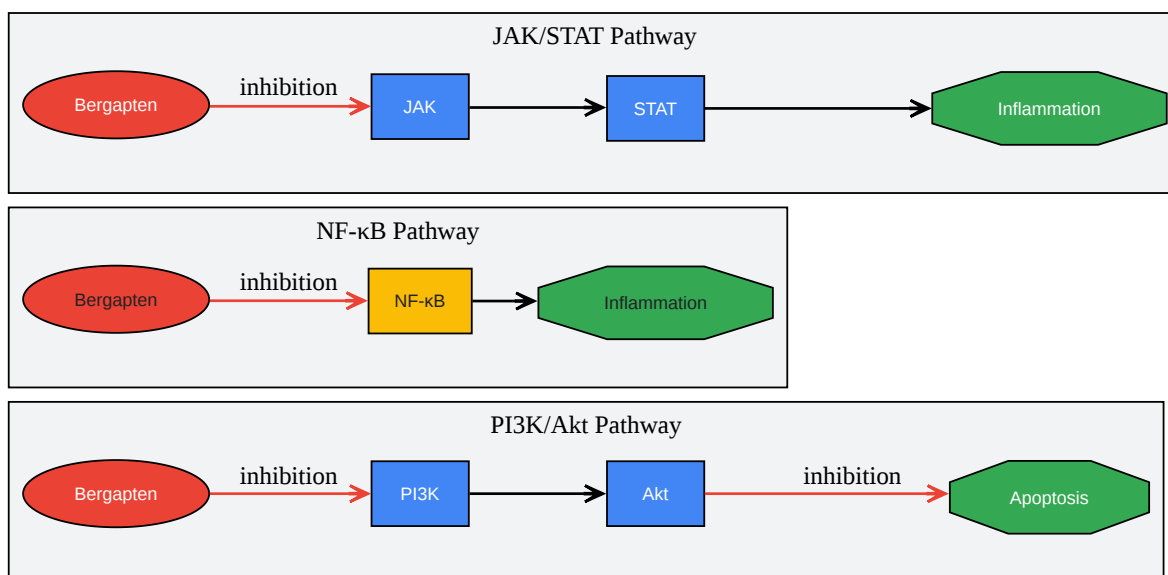 JAK/STAT Pathway
Bergapten
inhibition
JAK
STAT
Inflammation
NF-κB Pathway
Bergapten
inhibition
NF-κB
Inflammation
PI3K/Akt Pathway
Bergapten
inhibition
PI3K
Akt
inhibition
Apoptosis